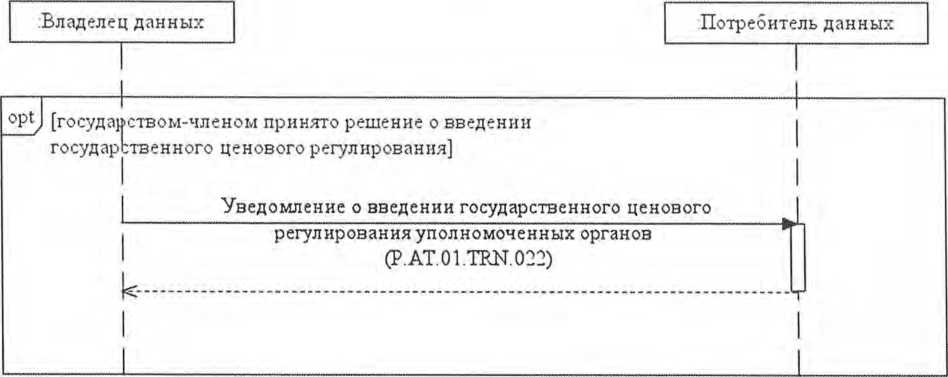 :Владелец данных
:Потребитель данных
opt
[государством-членом принято решение о введении
государственного ценового регулирования]
Уведомление о введении государственного ценового
регулирования уполномоченных органов
(P.AT.01.TRN.022)